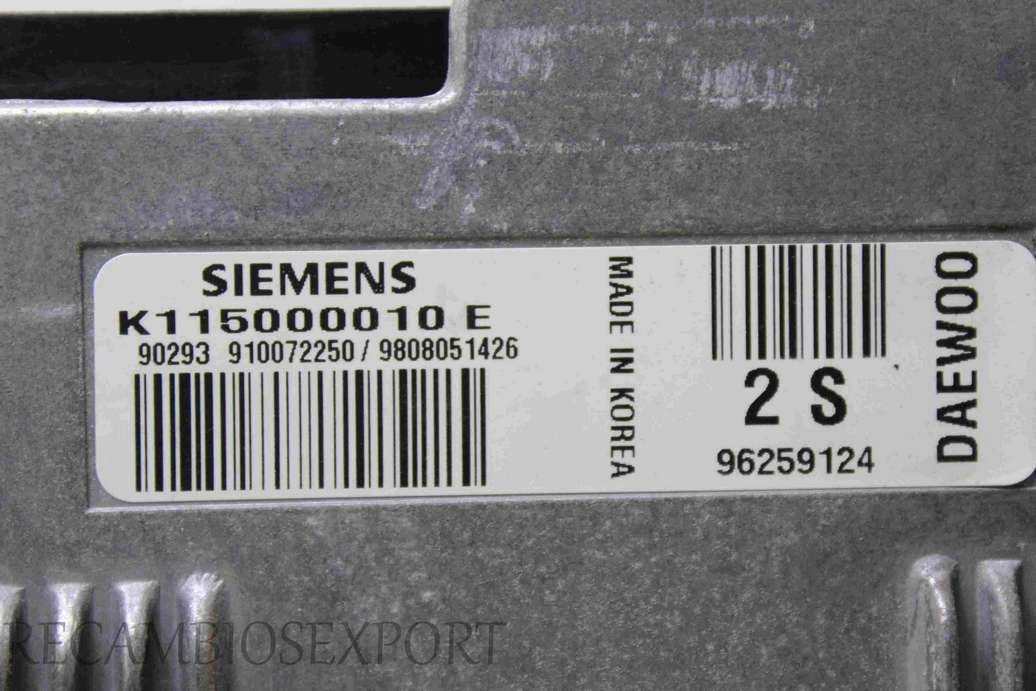 SIEMENS
K115000010 E
90293 910072250 / 9808051426
MADE IN KOREA
2 S
96259124
DAEWOO
RECAMBIOSEXPORT